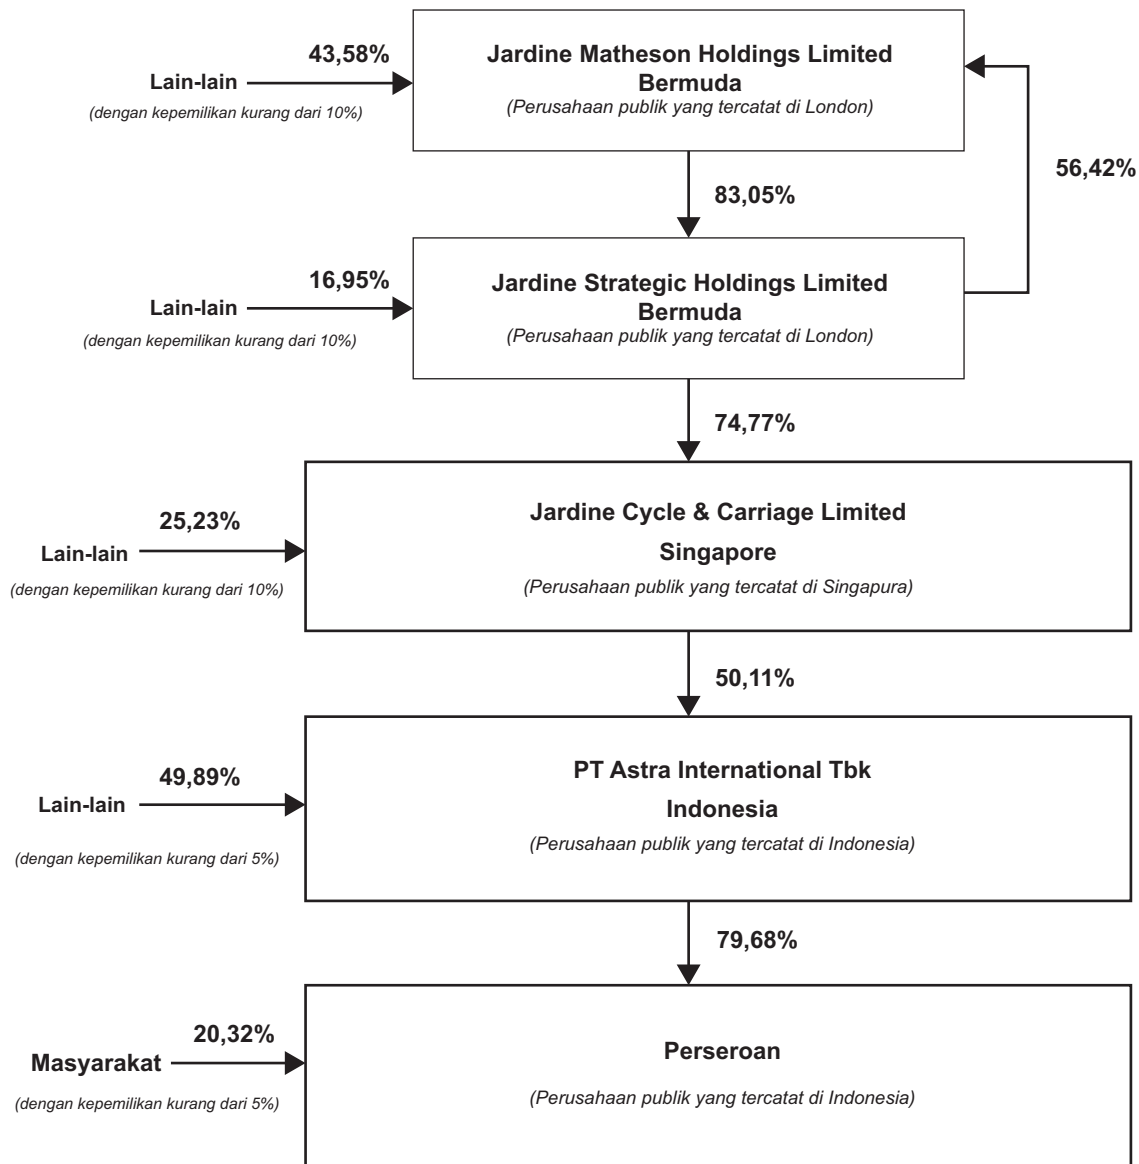 43,58%
Lain-lain
(dengan kepemilikan kurang dari 10%)
Jardine Matheson Holdings Limited
Bermuda
(Perusahaan publik yang tercatat di London)
56,42%
83,05%
16,95%
Lain-lain
(dengan kepemilikan kurang dari 10%)
Jardine Strategic Holdings Limited
Bermuda
(Perusahaan publik yang tercatat di London)
74,77%
25,23%
Lain-lain
(dengan kepemilikan kurang dari 10%)
Jardine Cycle & Carriage Limited
Singapore
(Perusahaan publik yang tercatat di Singapura)
50,11%
49,89%
Lain-lain
(dengan kepemilikan kurang dari 5%)
PT Astra International Tbk
Indonesia
(Perusahaan publik yang tercatat di Indonesia)
79,68%
20,32%
Masyarakat
(dengan kepemilikan kurang dari 5%)
Perseroan
(Perusahaan publik yang tercatat di Indonesia)